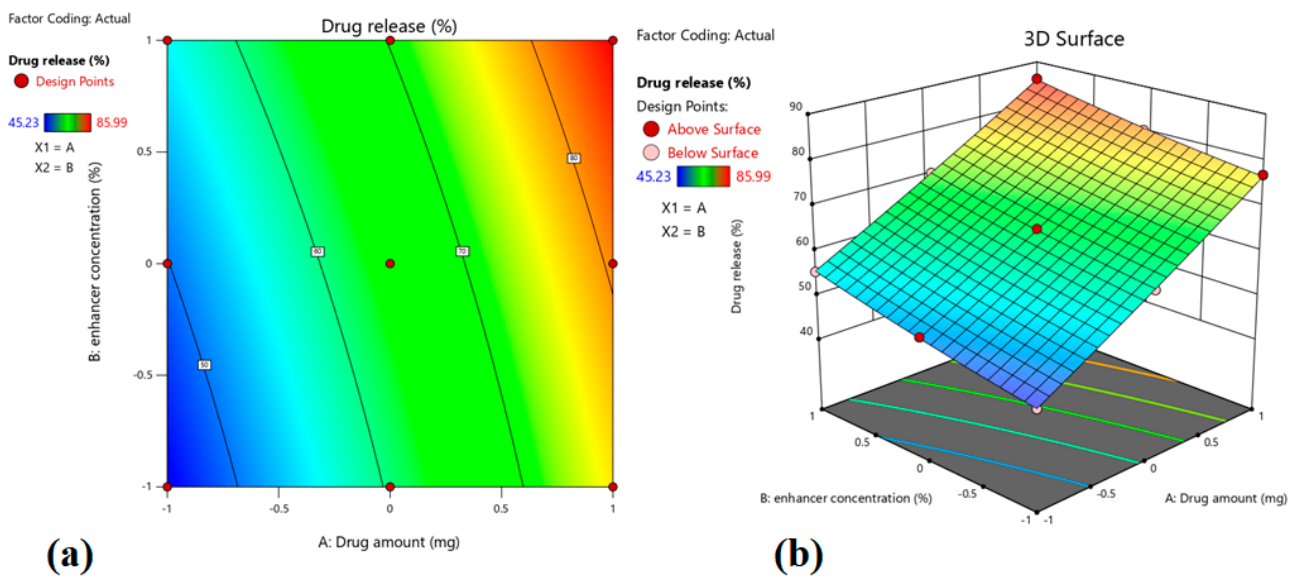 Factor Coding: Actual
Drug release (%)
Drug release (%)
Design Points
45.23 85.99
X1 = A
X2 = B
B: enhancer concentration (%)
1
0.5
0
-0.5
-1
50
60
70
80
-1 -0.5 0 0.5 1
A: Drug amount (mg)
(a)
Factor Coding: Actual
3D Surface
Drug release (%)
Design Points:
Above Surface
Below Surface
45.23 85.99
X1 = A
X2 = B
Drug release (%)
90
80
70
60
50
40
1
0.5
0
-0.5
-1
B: enhancer concentration (%)
-1
-0.5
0
0.5
1
A: Drug amount (mg)
(b)